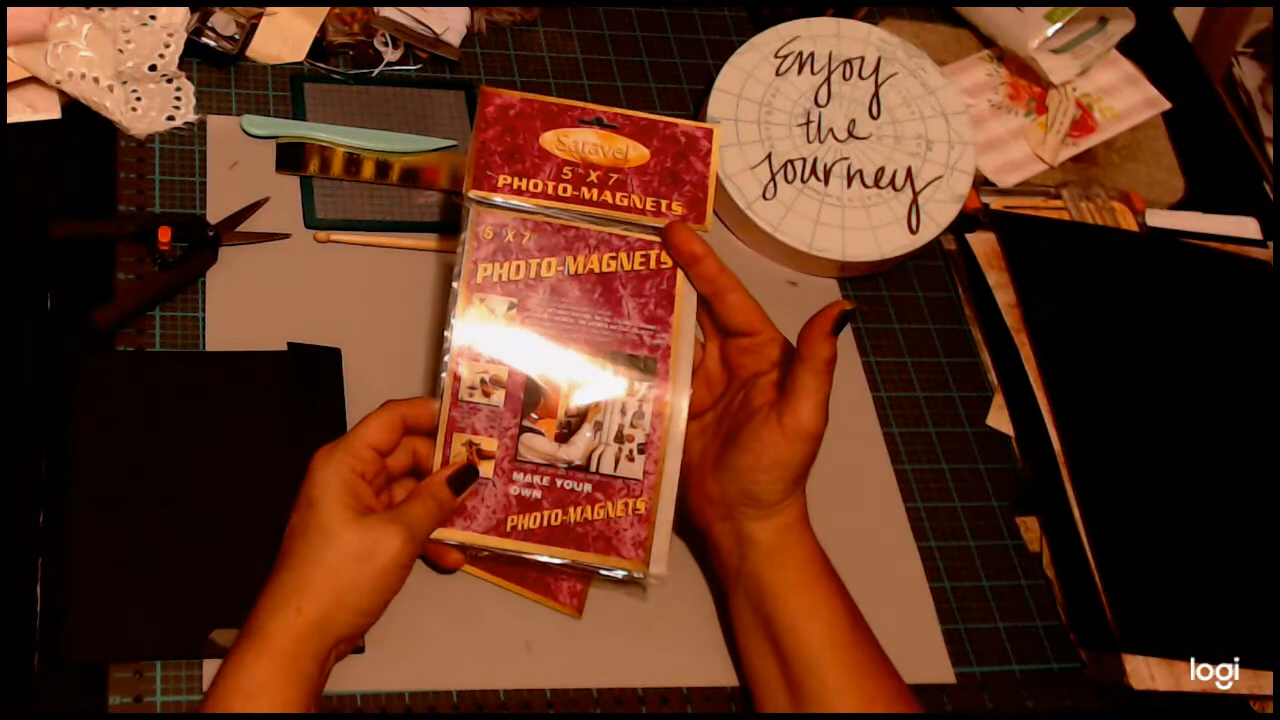 Saravel
5" X 7
PHOTO-MAGNETS
5 X 7
PHOTO-MAGNETS
MAKE YOUR
OWN
PHOTO-MAGNETS
Enjoy
the
journey
logi